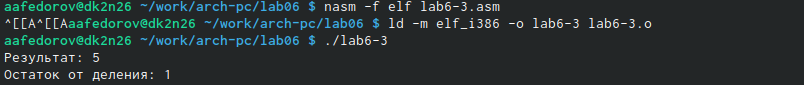 aafedorov@dk2n26 ~/work/arch-pc/lab06 $ nasm -f elf lab6-3.asm
^[[A^[[Aaafedorov@dk2n26 ~/work/arch-pc/lab06 $ ld -m elf_i386 -o lab6-3 lab6-3.o
aafedorov@dk2n26 ~/work/arch-pc/lab06 $ ./lab6-3
Результат: 5
Остаток от деления: 1